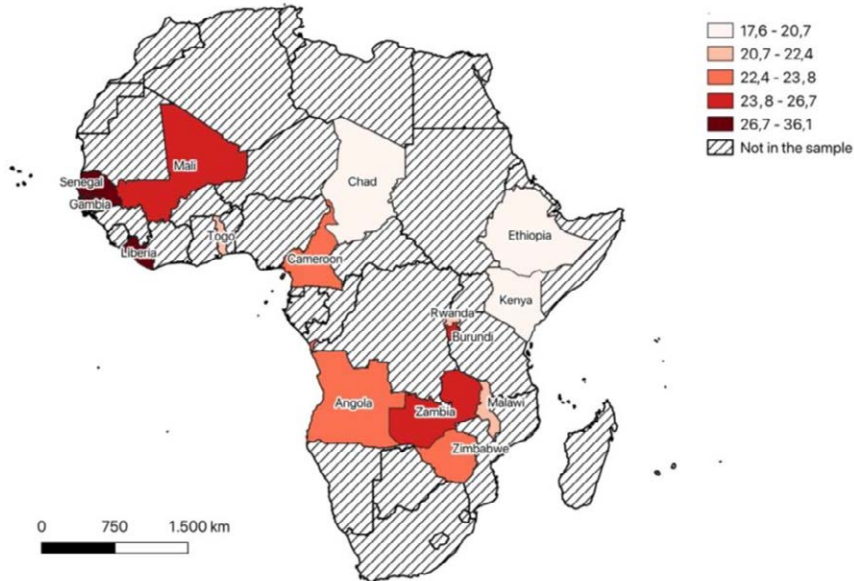 17,6 - 20,7
20,7 - 22,4
22,4 - 23,8
23,8 - 26,7
26,7 - 36,1
Not in the sample
Mali
Senegal
Gambia
Chad
Togo
Liberia
Cameroon
Ethiopia
Kenya
Rwanda
Burundi
Angola
Zambia
Malawi
Zimbabwe
0 750 1.500 km